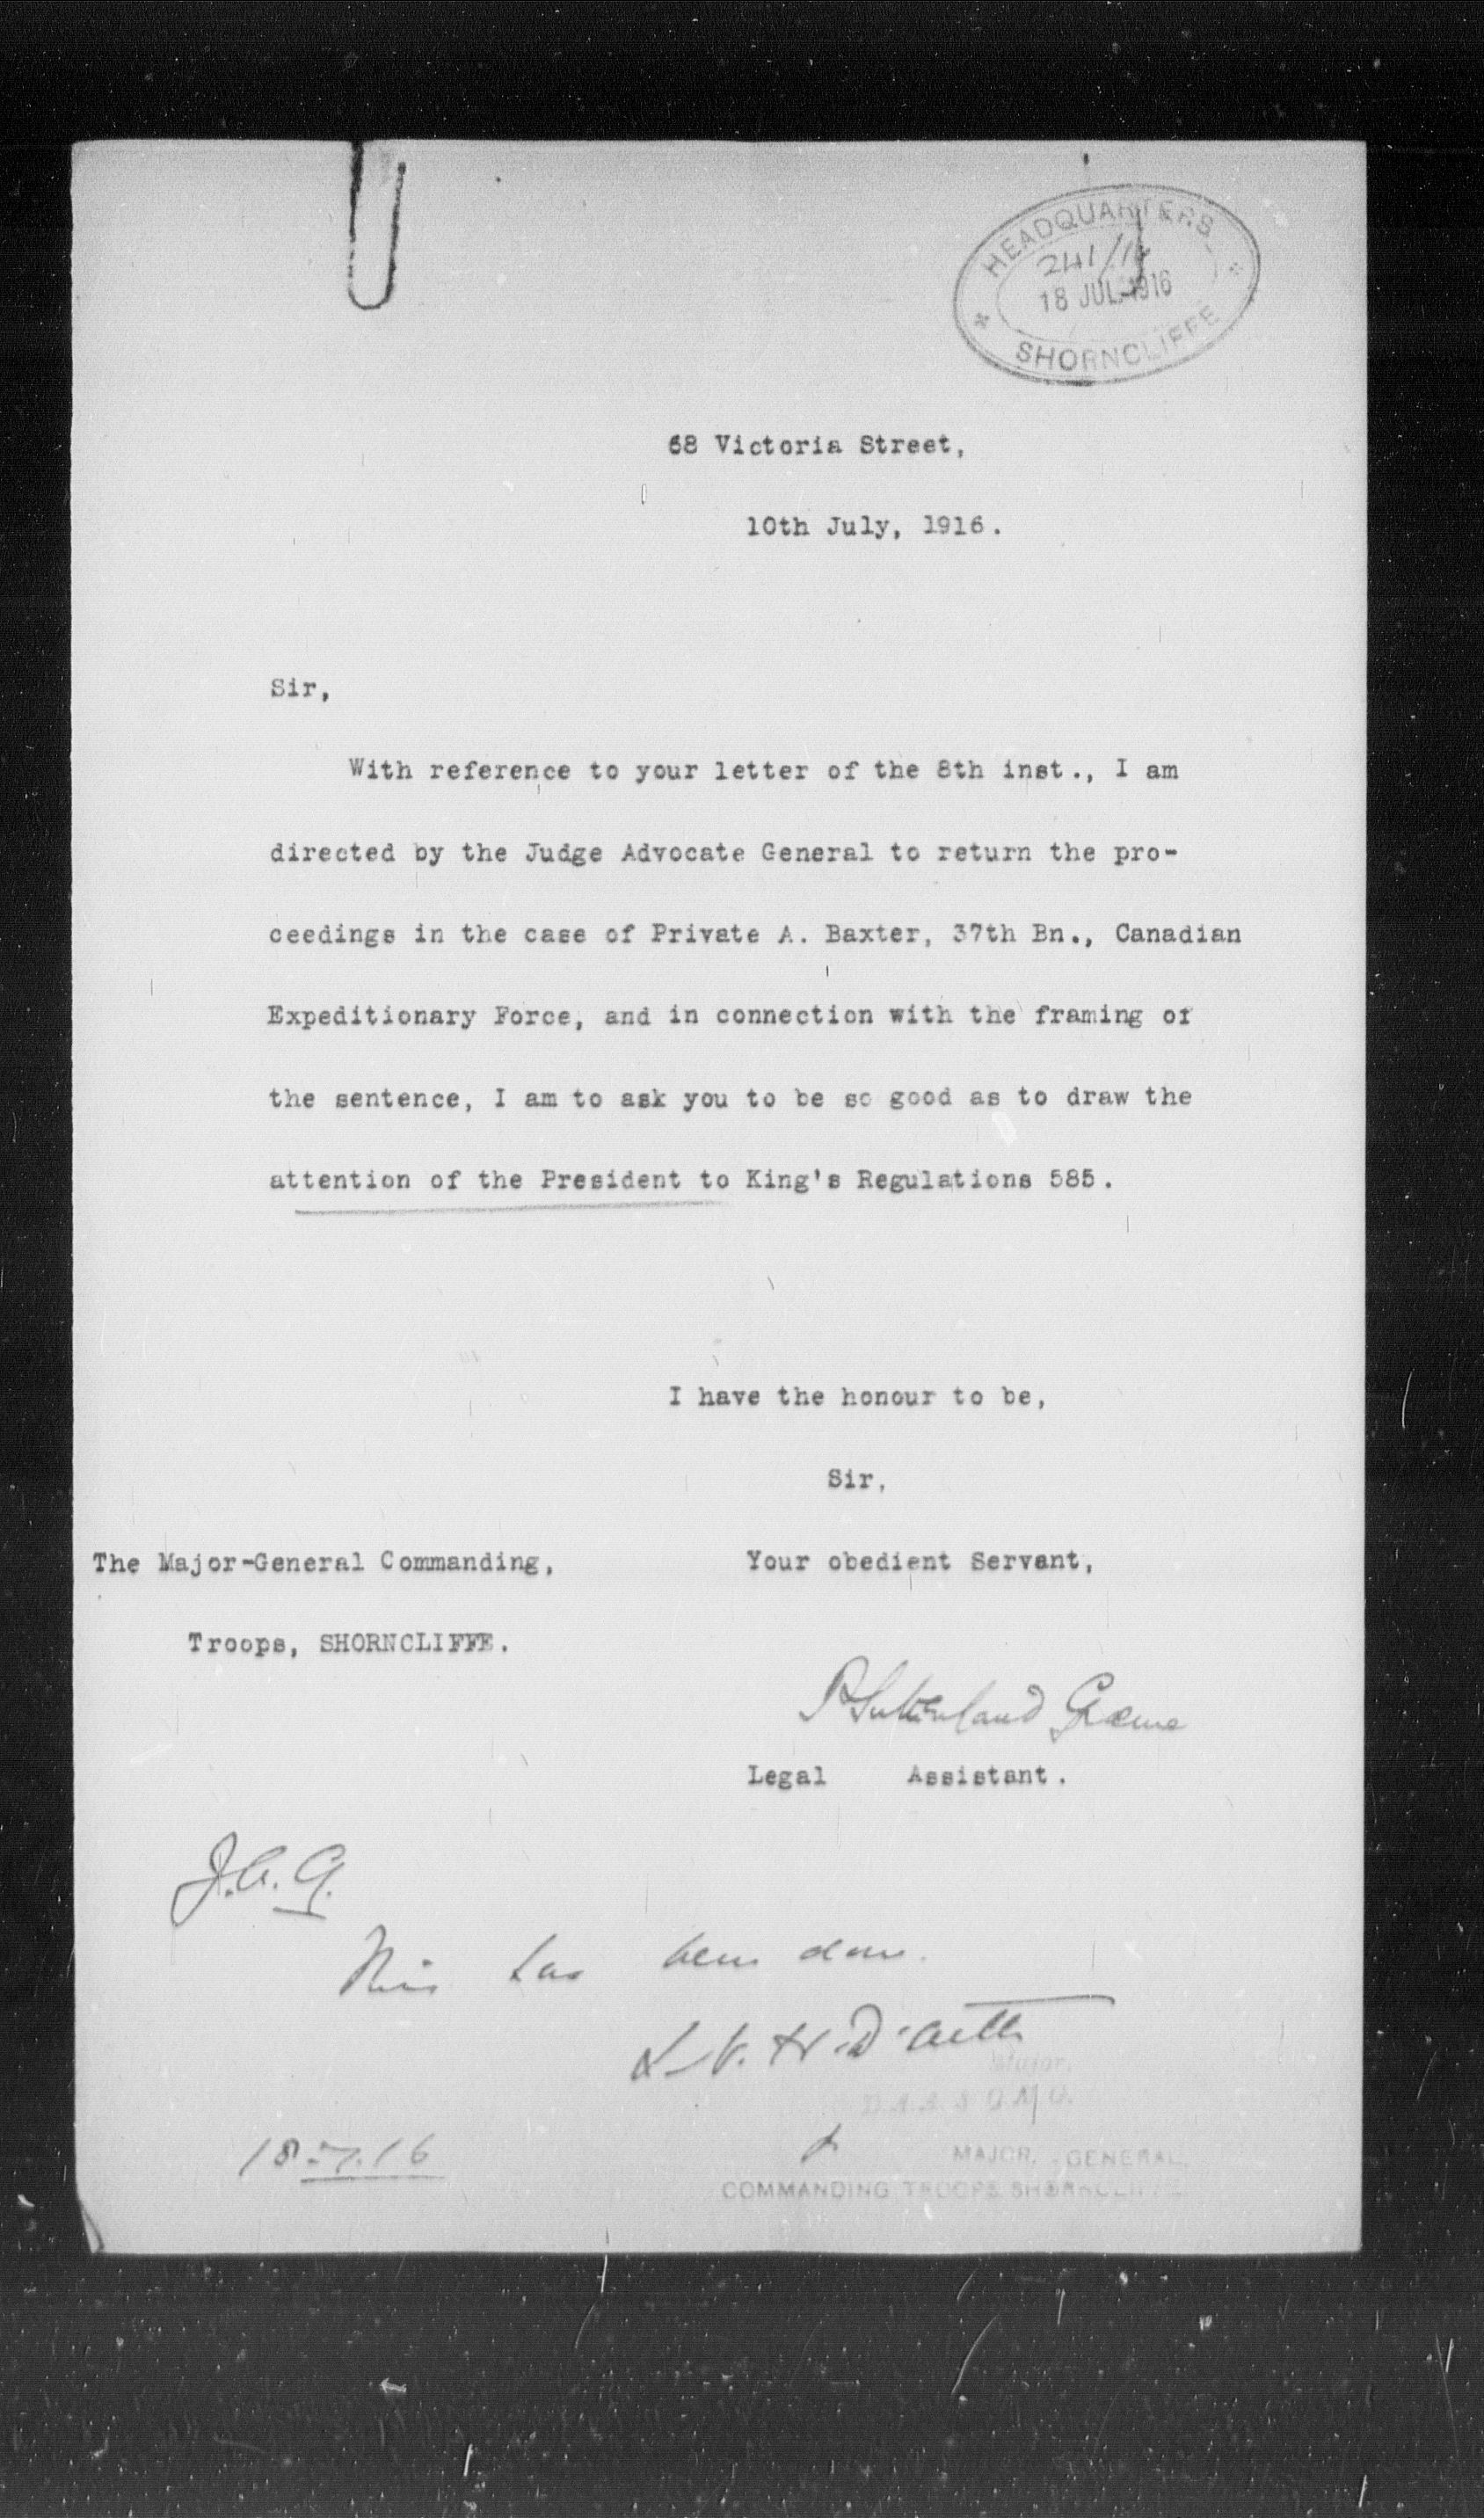 HEADQUARTERS
241/
18 JUL 1916
SHORNCLIFFE
68 Victoria Street,
10th July, 1916.
Sir,
With reference to your letter of the 8th inst., I am
directed by the Judge Advocate General to return the pro-
ceedings in the case of Private A. Baxter, 37th Bn., Canadian
Expeditionary Force, and in connection with the framing of
the sentence, I am to ask you to be so good as to draw the
attention of the President to King's Regulations 585.
I have the honour to be,
Sir,
The Major-General Commanding,
Your obedient Servant,
Troops, SHORNCLIFFE.
Sutherland Graeme
Legal Assistant.
J.A.G.
This has been done.
Major,
18.7.16
MAJOR, GENERAL,
COMMANDING TROOPS SHORNCLIFFE